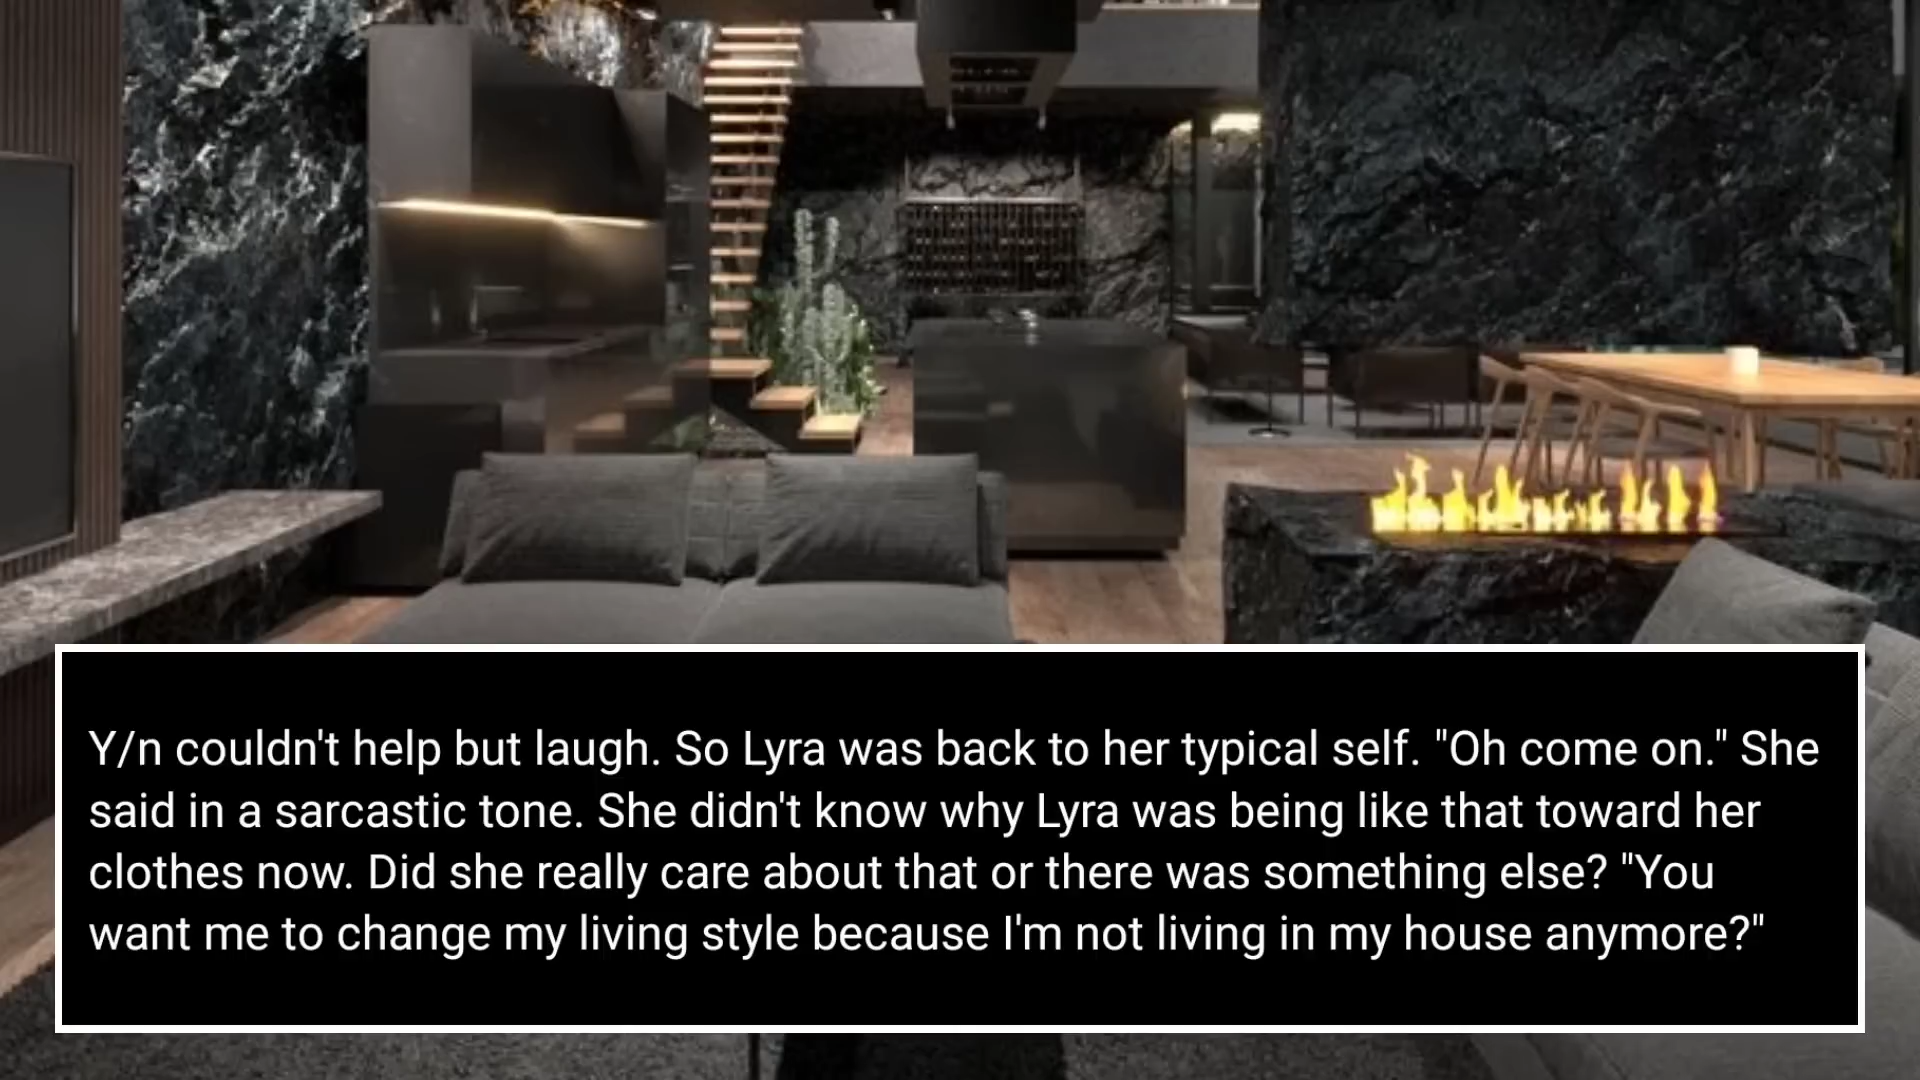 Y/n couldn't help but laugh. So Lyra was back to her typical self. "Oh come on." She
said in a sarcastic tone. She didn't know why Lyra was being like that toward her
clothes now. Did she really care about that or there was something else? "You
want me to change my living style because I'm not living in my house anymore?"